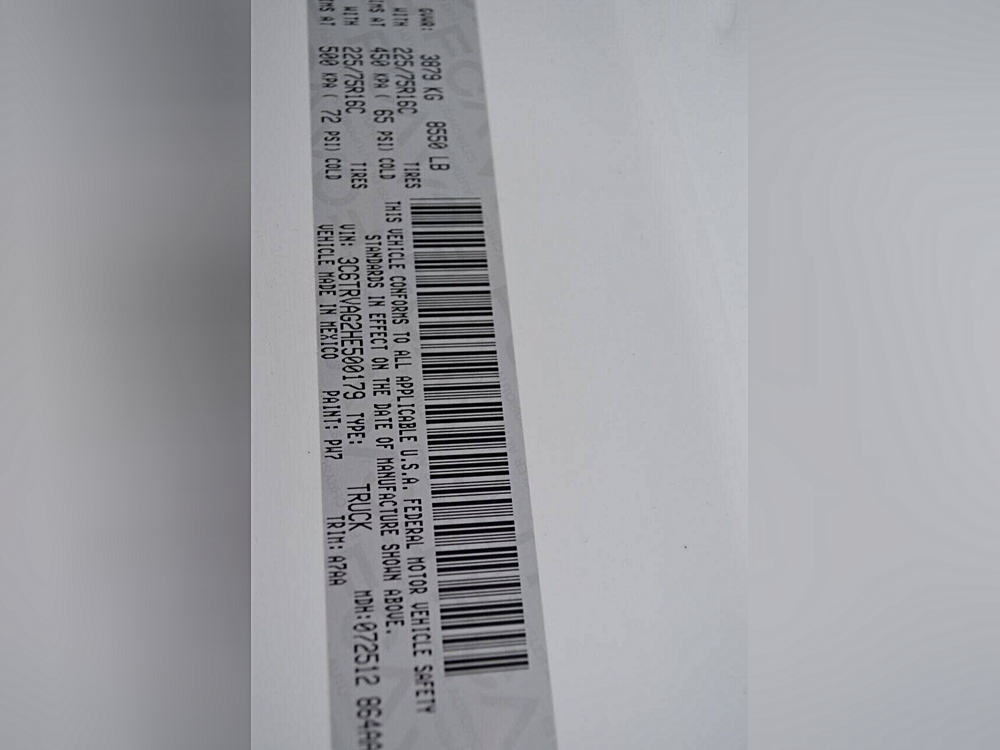 GVWR: 3879 KG 8550 LB
WITH 225/75R16C TIRES
MS AT 450 KPA ( 65 PSI) COLD
WITH 225/75R16C TIRES
MS AT 500 KPA ( 72 PSI) COLD
THIS VEHICLE CONFORMS TO ALL APPLICABLE U.S.A. FEDERAL MOTOR VEHICLE SAFETY
STANDARDS IN EFFECT ON THE DATE OF MANUFACTURE SHOWN ABOVE.
VIN: 3C6TRVAG2HE500179 TYPE: TRUCK MDH:072512 864AA
VEHICLE MADE IN MEXICO PAINT: PW7 TRIM: A7AA